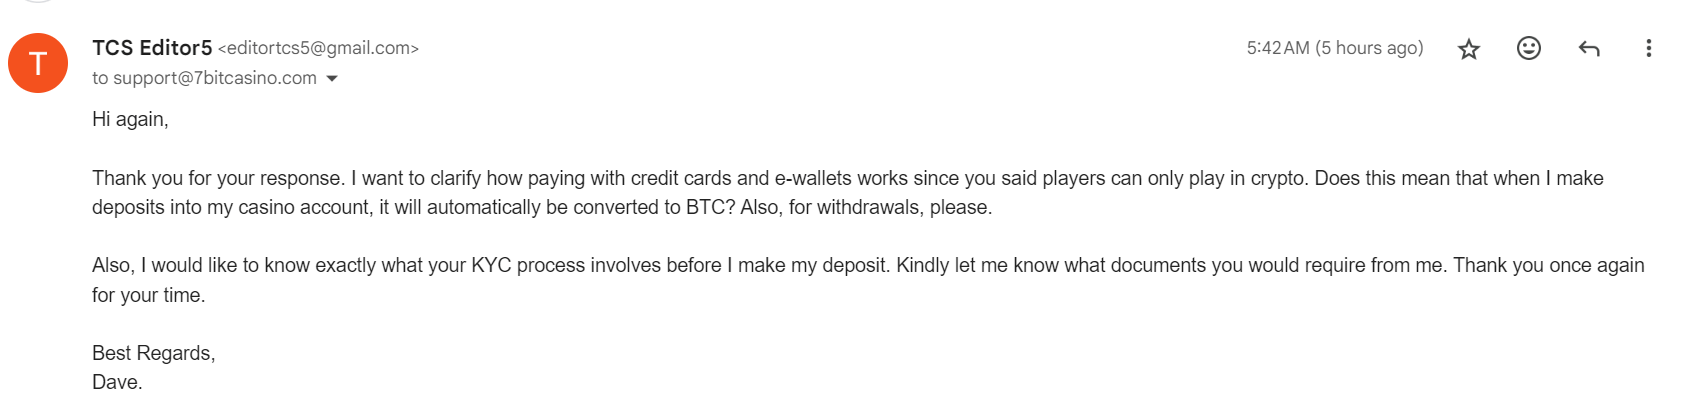 T
TCS Editor5 <editortcs5@gmail.com>
5:42 AM (5 hours ago)
to support@7bitcasino.com
Hi again,
Thank you for your response. I want to clarify how paying with credit cards and e-wallets works since you said players can only play in crypto. Does this mean that when I make
deposits into my casino account, it will automatically be converted to BTC? Also, for withdrawals, please.
Also, I would like to know exactly what your KYC process involves before I make my deposit. Kindly let me know what documents you would require from me. Thank you once again
for your time.
Best Regards,
Dave.